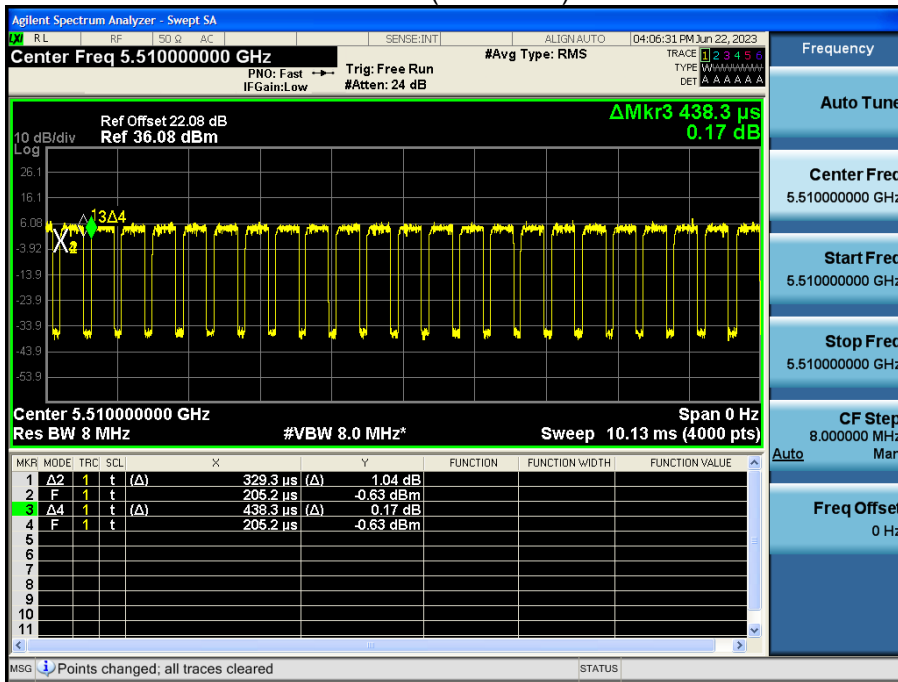 Agilent Spectrum Analyzer - Swept SA
LXI RL RF 50 Ω AC SENSE:INT ALIGN AUTO 04:06:31 PM Jun 22, 2023
Center Freq 5.510000000 GHz
PNO: Fast
IFGain:Low
Trig: Free Run
#Atten: 24 dB
#Avg Type: RMS
TRACE 1 2 3 4 5 6
TYPE WWWWWW
DET A A A A A A
Frequency
ΔMkr3 438.3 µs
0.17 dB
Ref Offset 22.08 dB
10 dB/div Ref 36.08 dBm
Log
26.1
16.1
6.08
-3.92
-13.9
-23.9
-33.9
-43.9
-53.9
3Δ4
Center 5.510000000 GHz Span 0 Hz
Res BW 8 MHz #VBW 8.0 MHz* Sweep 10.13 ms (4000 pts)
MKR MODE TRC SCL X Y FUNCTION FUNCTION WIDTH FUNCTION VALUE
1 Δ2 1 t (Δ) 329.3 µs (Δ) 1.04 dB
2 F 1 t 205.2 µs -0.63 dBm
3 Δ4 1 t (Δ) 438.3 µs (Δ) 0.17 dB
4 F 1 t 205.2 µs -0.63 dBm
5
6
7
8
9
10
11
MSG Points changed; all traces cleared STATUS
Auto Tune
Center Freq
5.510000000 GHz
Start Freq
5.510000000 GHz
Stop Freq
5.510000000 GHz
CF Step
8.000000 MHz
Auto Man
Freq Offset
0 Hz